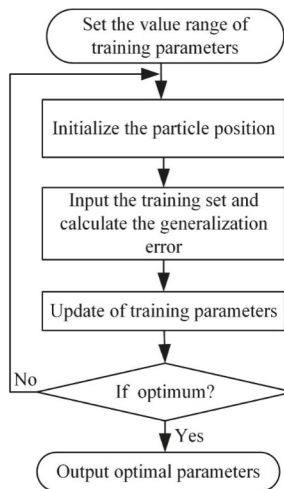 Set the value range of
training parameters
Initialize the particle position
Input the training set and
calculate the generalization
error
Update of training parameters
If optimum?
No
Yes
Output optimal parameters